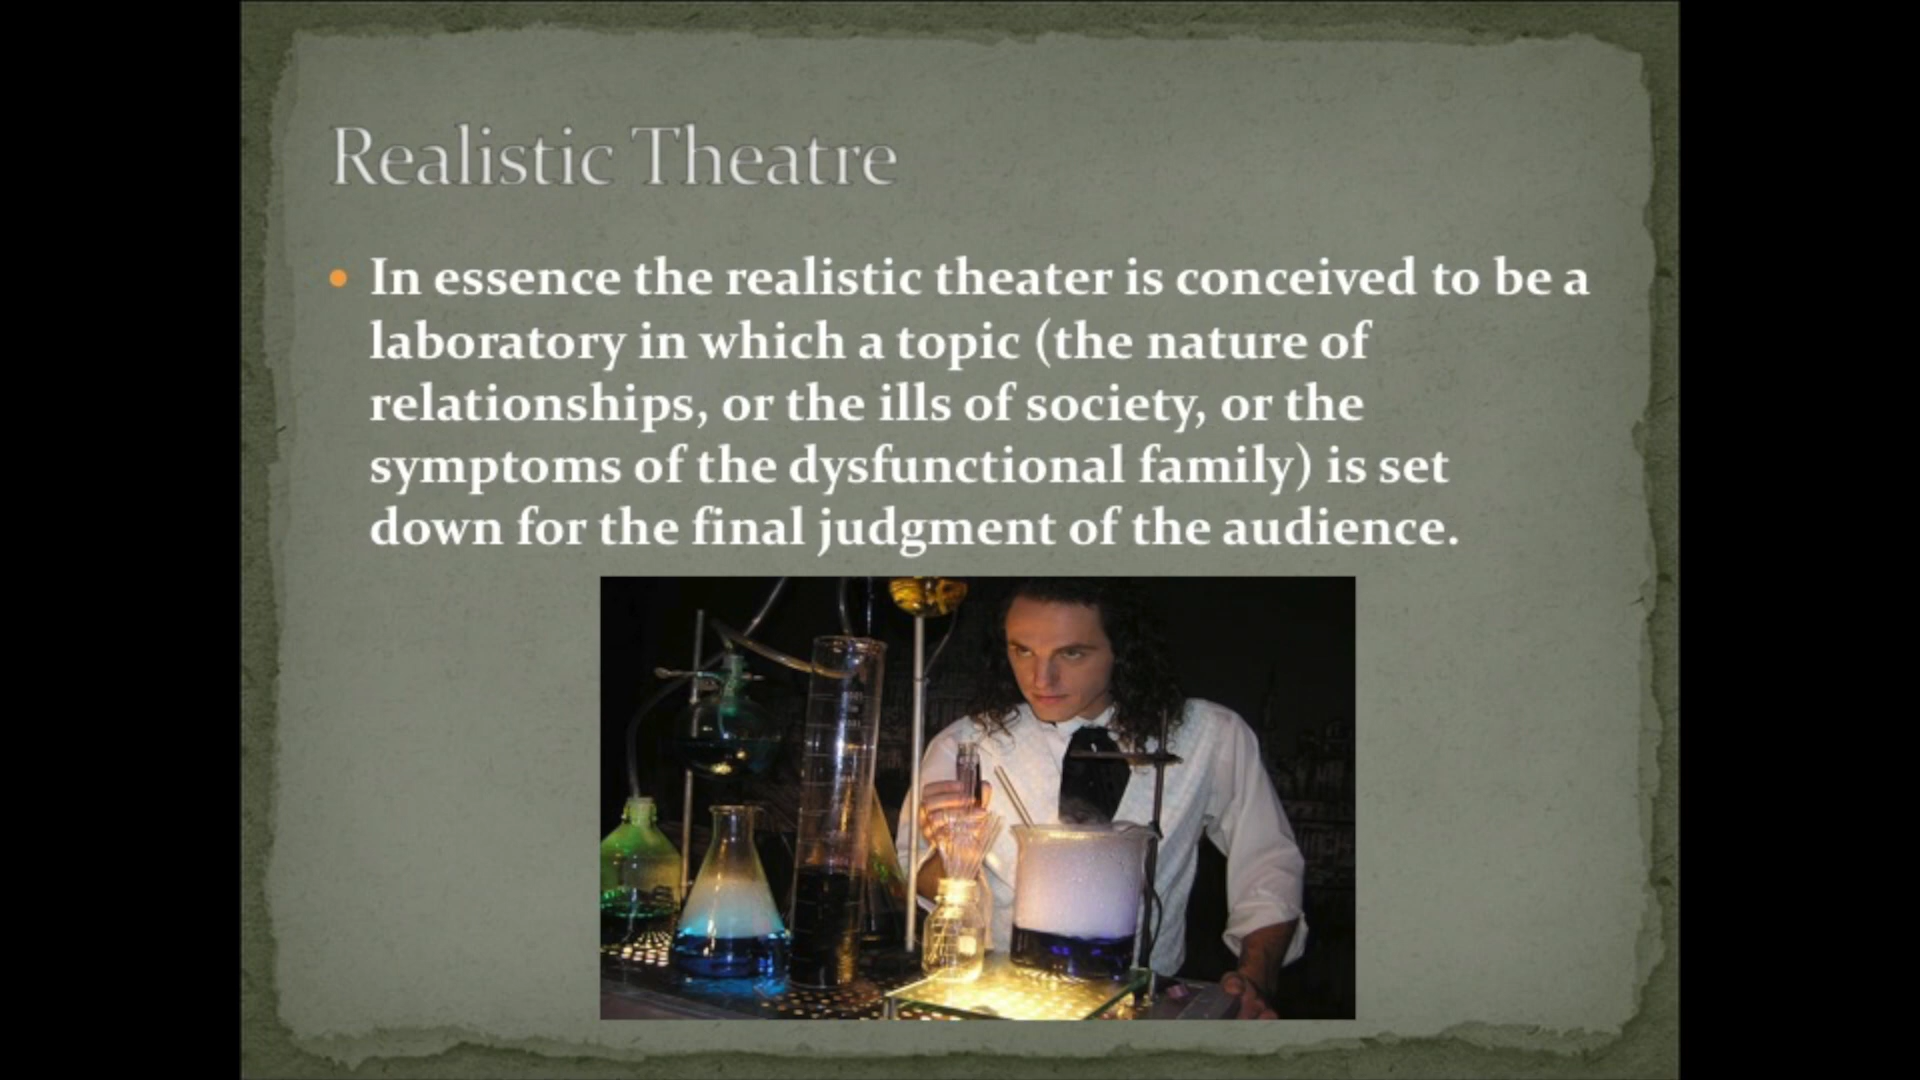 Realistic Theatre
In essence the realistic theater is conceived to be a
laboratory in which a topic (the nature of
relationships, or the ills of society, or the
symptoms of the dysfunctional family) is set
down for the final judgment of the audience.